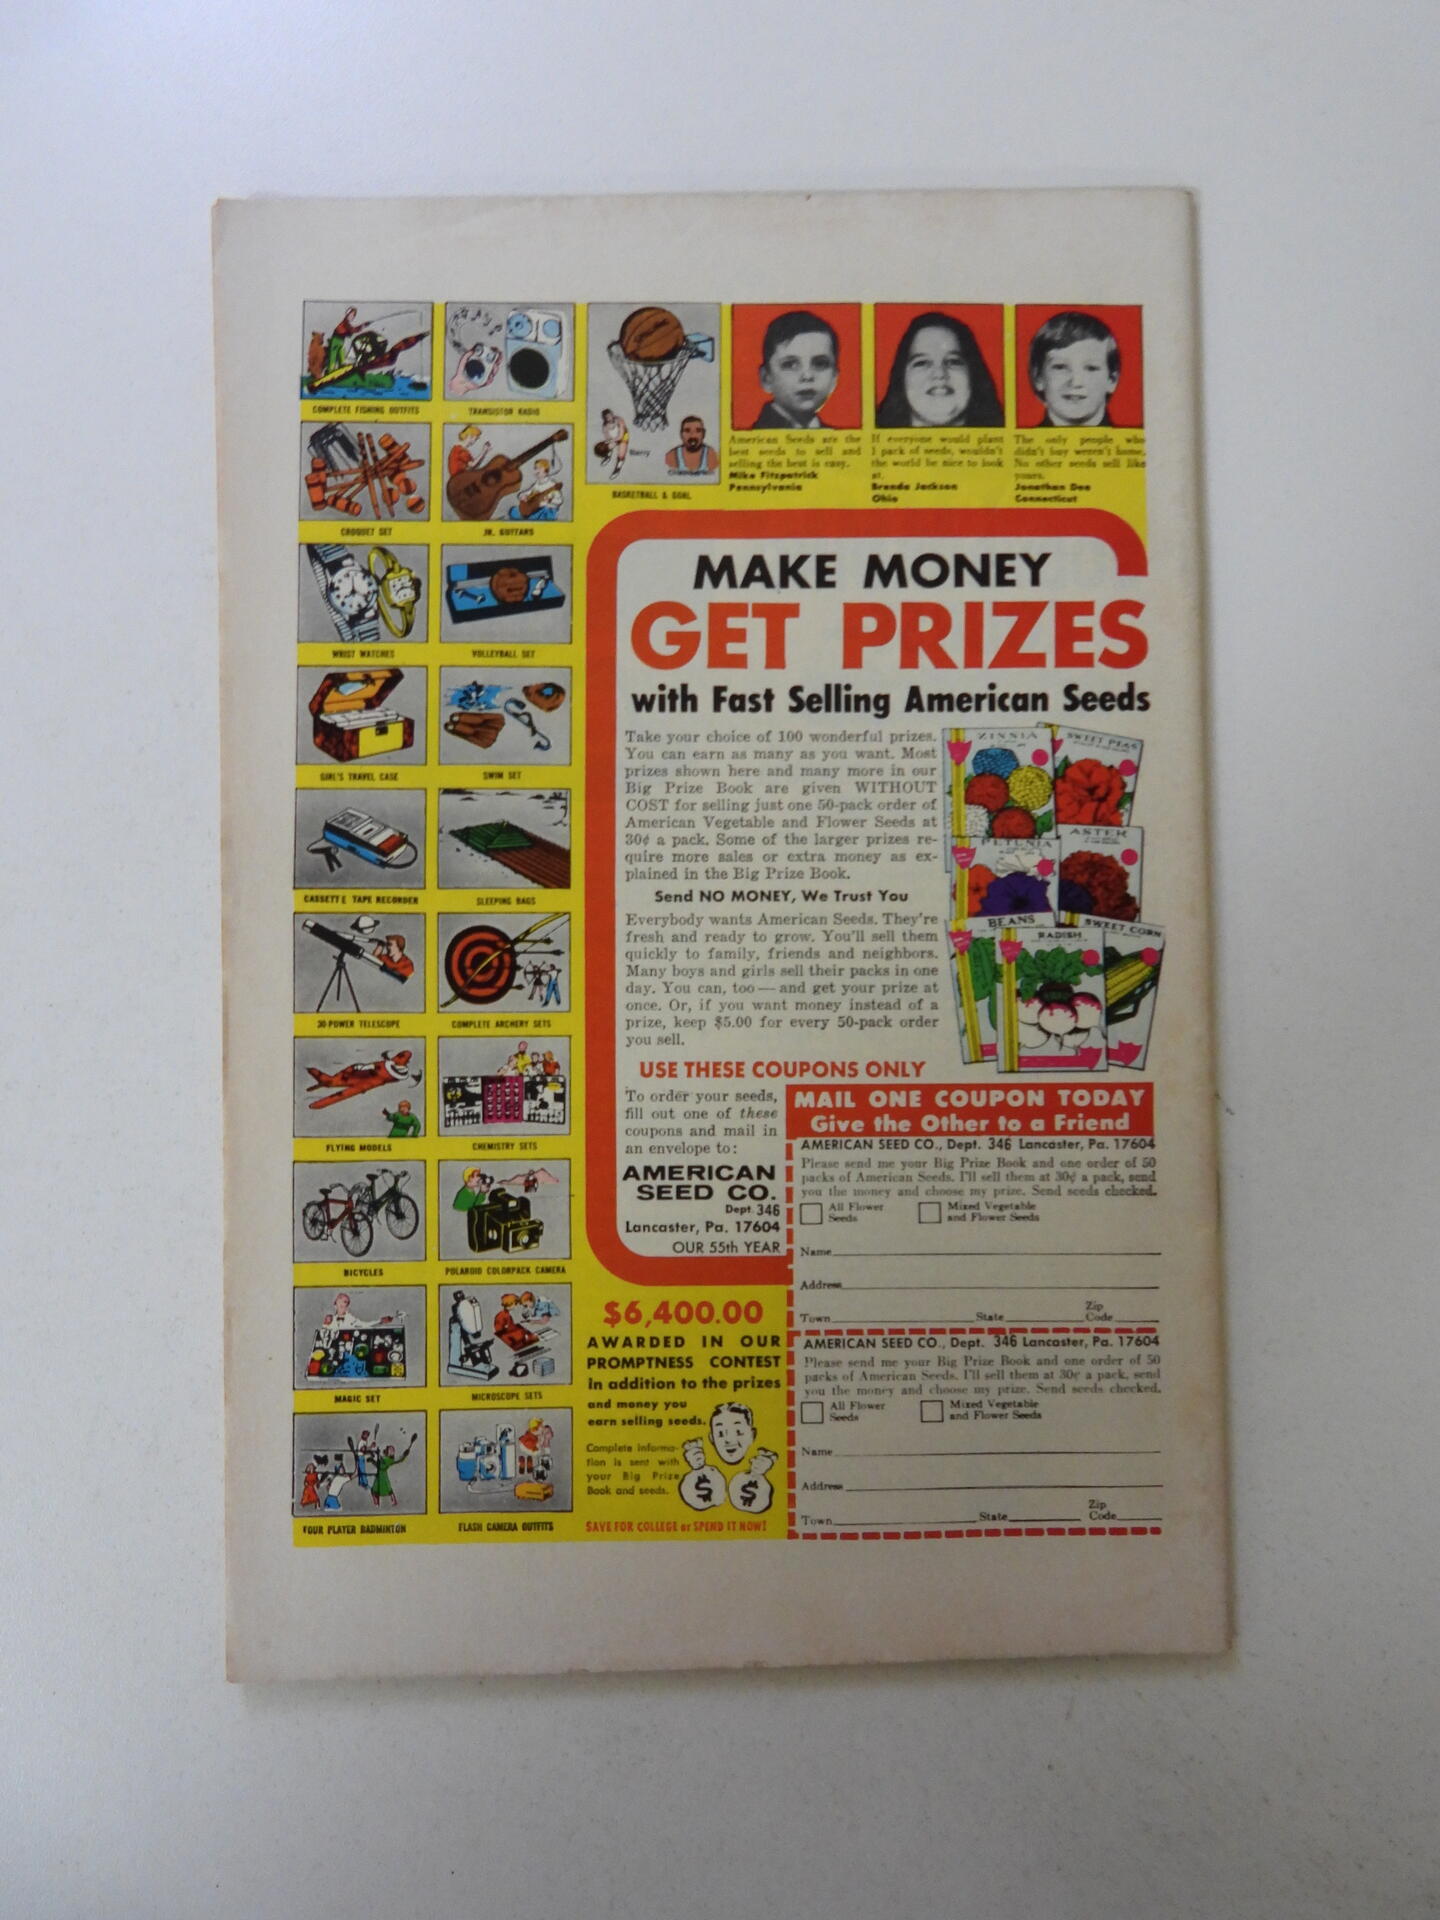 COMPLETE FISHING OUTFITS
TRANSISTOR RADIO
CROQUET SET
JR. GUITARS
WRIST WATCHES
VOLLEYBALL SET
GIRL'S TRAVEL CASE
SWIM SET
CASSETTE TAPE RECORDER
SLEEPING BAGS
30-POWER TELESCOPE
COMPLETE ARCHERY SETS
FLYING MODELS
CHEMISTRY SETS
BICYCLES
POLAROID COLORPACK CAMERA
MAGIC SET
MICROSCOPE SETS
FOUR PLAYER BADMINTON
FLASH CAMERA OUTFITS
Barry
Chamberlain
BASKETBALL & GOAL
American Seeds are the
best seeds to sell and
selling the best is easy.
Mike Fitzpatrick
Pennsylvania
If everyone would plant
1 pack of seeds, wouldn't
the world be nice to look
at.
Brenda Jackson
Ohio
The only people who
didn't buy weren't home.
No other seeds sell like
yours.
Jonathan Doe
Connecticut
MAKE MONEY
GET PRIZES
with Fast Selling American Seeds
Take your choice of 100 wonderful prizes.
You can earn as many as you want. Most
prizes shown here and many more in our
Big Prize Book are given WITHOUT
COST for selling just one 50-pack order of
American Vegetable and Flower Seeds at
30¢ a pack. Some of the larger prizes re-
quire more sales or extra money as ex-
plained in the Big Prize Book.
Send NO MONEY, We Trust You
Everybody wants American Seeds. They're
fresh and ready to grow. You'll sell them
quickly to family, friends and neighbors.
Many boys and girls sell their packs in one
day. You can, too — and get your prize at
once. Or, if you want money instead of a
prize, keep $5.00 for every 50-pack order
you sell.
ZINNIA
SWEET PEAS
PETUNIA
ASTER
BEANS
RADISH
SWEET CORN
USE THESE COUPONS ONLY
To order your seeds,
fill out one of these
coupons and mail in
an envelope to:
AMERICAN
SEED CO.
Dept. 346
Lancaster, Pa. 17604
OUR 55th YEAR
MAIL ONE COUPON TODAY
Give the Other to a Friend
AMERICAN SEED CO., Dept. 346 Lancaster, Pa. 17604
Please send me your Big Prize Book and one order of 50
packs of American Seeds. I'll sell them at 30¢ a pack, send
you the money and choose my prize. Send seeds checked.
All Flower
Seeds
Mixed Vegetable
and Flower Seeds
Name
Address
Town State Zip Code
AMERICAN SEED CO., Dept. 346 Lancaster, Pa. 17604
Please send me your Big Prize Book and one order of 50
packs of American Seeds. I'll sell them at 30¢ a pack, send
you the money and choose my prize. Send seeds checked.
All Flower
Seeds
Mixed Vegetable
and Flower Seeds
Name
Address
Town State Zip Code
$6,400.00
AWARDED IN OUR
PROMPTNESS CONTEST
in addition to the prizes
and money you
earn selling seeds.
Complete informa-
tion is sent with
your Big Prize
Book and seeds.
$ $
SAVE FOR COLLEGE or SPEND IT NOW!